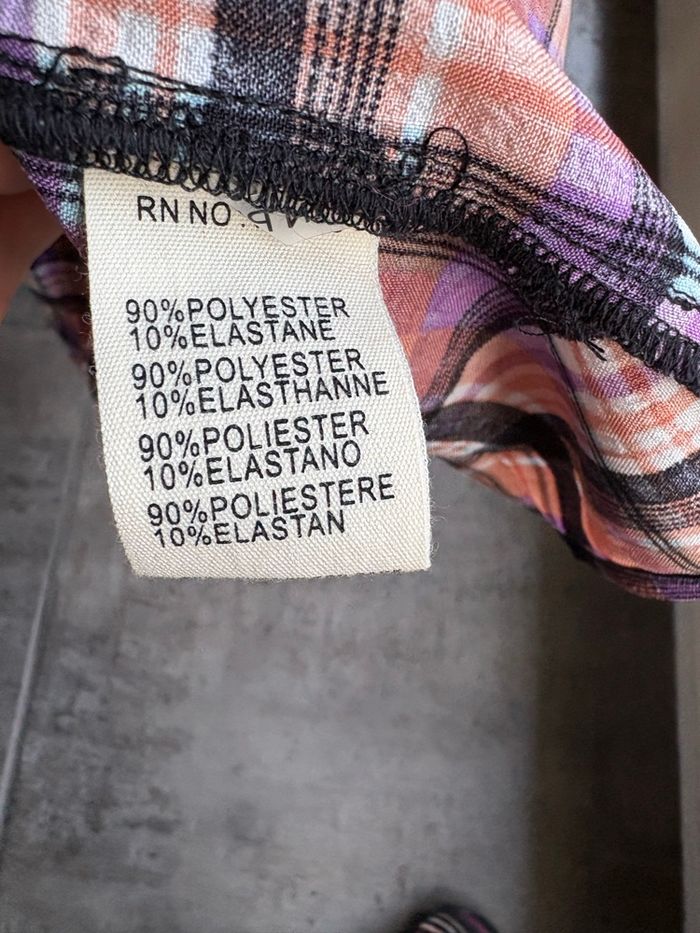 RN NO.:
90%POLYESTER
10%ELASTANE
90%POLYESTER
10%ELASTHANNE
90%POLIESTER
10%ELASTANO
90%POLIESTERE
10%ELASTAN